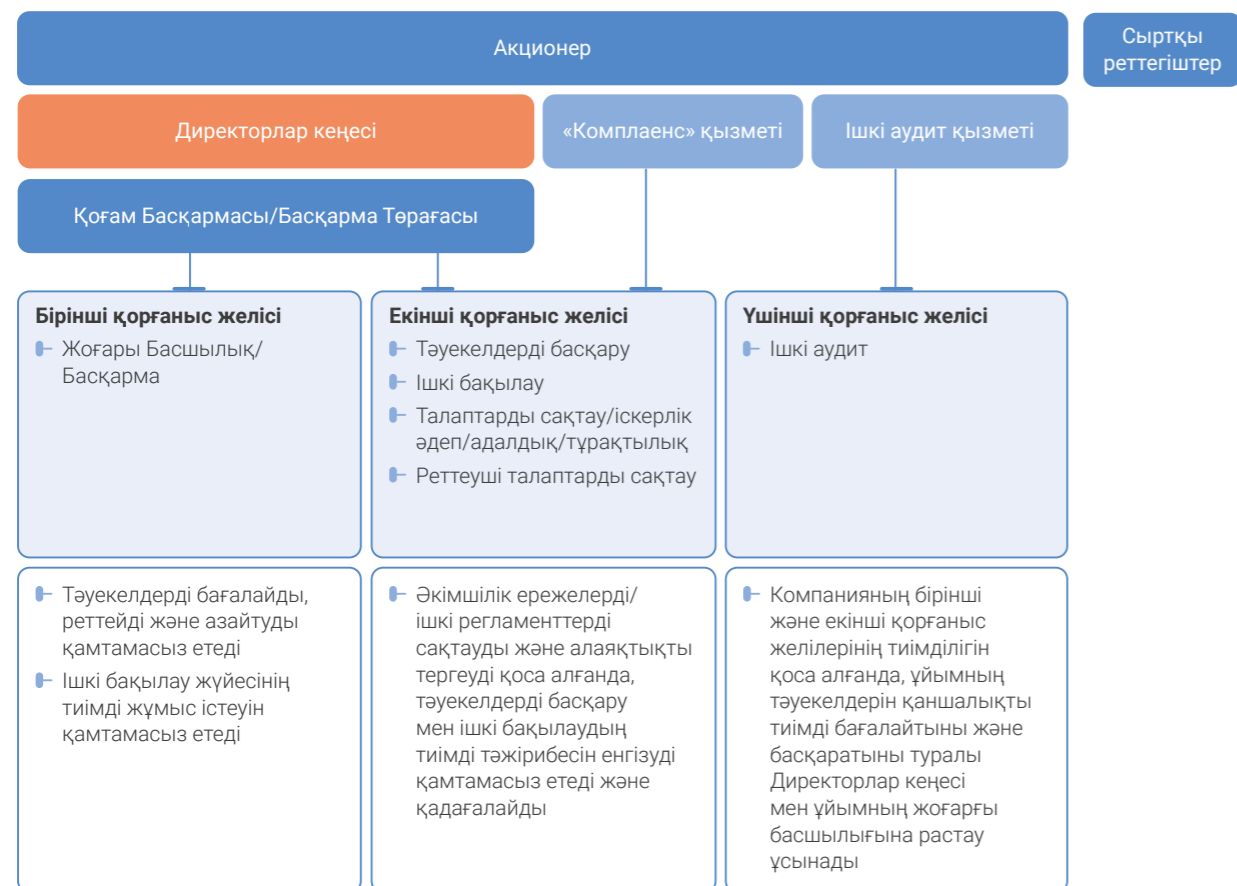 Акционер
Сыртқы
реттегіштер
Директорлар кеңесі
«Комплаенс» қызметі
Ішкі аудит қызметі
Қоғам Басқармасы/Басқарма Төрағасы
Бірінші қорғаныс желісі
Жоғары Басшылық/
Басқарма
Екінші қорғаныс желісі
Тәуекелдерді басқару
Ішкі бақылау
Талаптарды сақтау/іскерлік
әдеп/адалдық/тұрақтылық
Реттеуші талаптарды сақтау
Үшінші қорғаныс желісі
Ішкі аудит
Тәуекелдерді бағалайды,
реттейді және азайтуды
қамтамасыз етеді
Ішкі бақылау жүйесінің
тиімді жұмыс істеуін
қамтамасыз етеді
Әкімшілік ережелерді/
ішкі регламенттерді
сақтауды және алаяқтықты
тергеуді қоса алғанда,
тәуекелдерді басқару
мен ішкі бақылаудың
тиімді тәжірибесін енгізуді
қамтамасыз етеді және
қадағалайды
Компанияның бірінші
және екінші қорғаныс
желілерінің тиімділігін
қоса алғанда, ұйымның
тәуекелдерін қаншалықты
тиімді бағалайтыны және
басқаратыны туралы
Директорлар кеңесі
мен ұйымның жоғарғы
басшылығына растау
ұсынады